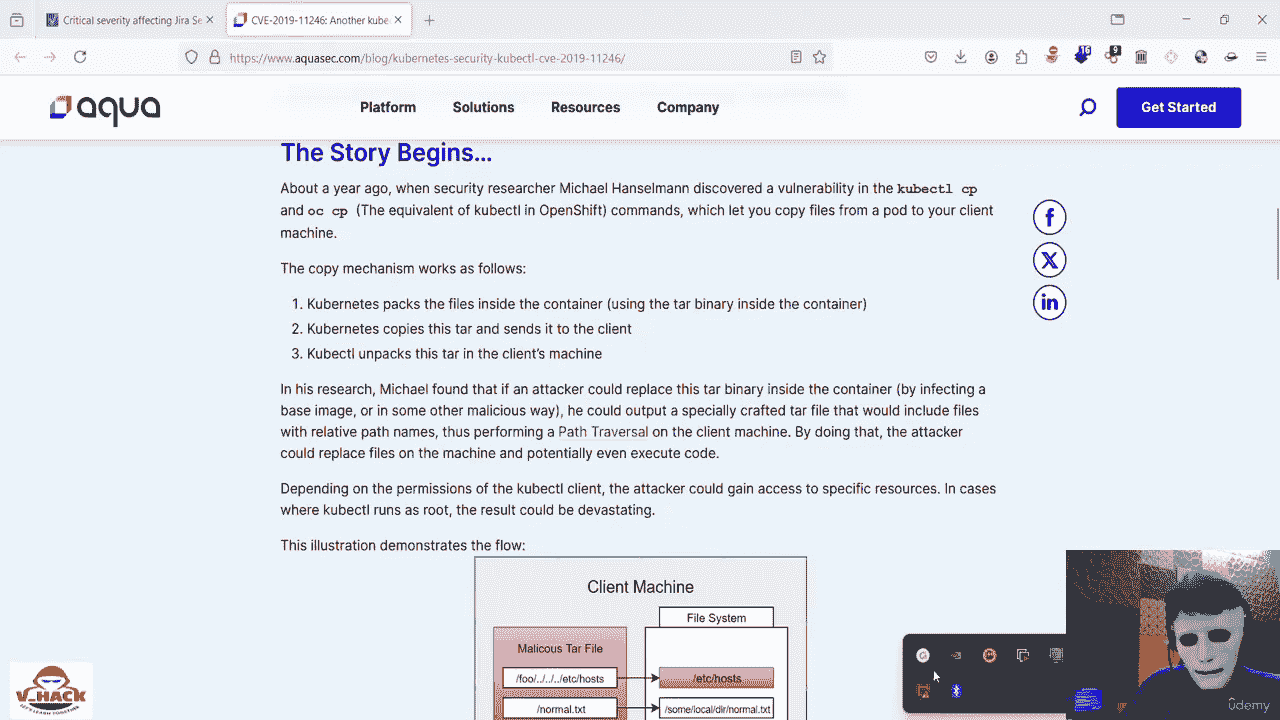 Critical severity affecting Jira Se
CVE-2019-11246: Another kube
16
9
aqua
Platform
Solutions
Resources
Company
Get Started
The Story Begins...
About a year ago, when security researcher Michael Hanselmann discovered a vulnerability in the kubectl cp
and oc cp (The equivalent of kubectl in OpenShift) commands, which let you copy files from a pod to your client
machine.
The copy mechanism works as follows:
1. Kubernetes packs the files inside the container (using the tar binary inside the container)
2. Kubernetes copies this tar and sends it to the client
3. Kubectl unpacks this tar in the client's machine
In his research, Michael found that if an attacker could replace this tar binary inside the container (by infecting a
base image, or in some other malicious way), he could output a specially crafted tar file that would include files
with relative path names, thus performing a Path Traversal on the client machine. By doing that, the attacker
could replace files on the machine and potentially even execute code.
Depending on the permissions of the kubectl client, the attacker could gain access to specific resources. In cases
where kubectl runs as root, the result could be devastating.
This illustration demonstrates the flow:
Client Machine
File System
Malicous Tar File
/foo/../../../etc/hosts
/etc/hosts
/normal.txt
/some/local/dir/normal.txt
V_HACK
LET'S LEARN TOGETHER
Udemy